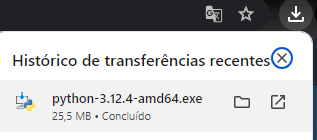 Histórico de transferências recentes
python-3.12.4-amd64.exe
25,5 MB • Concluído